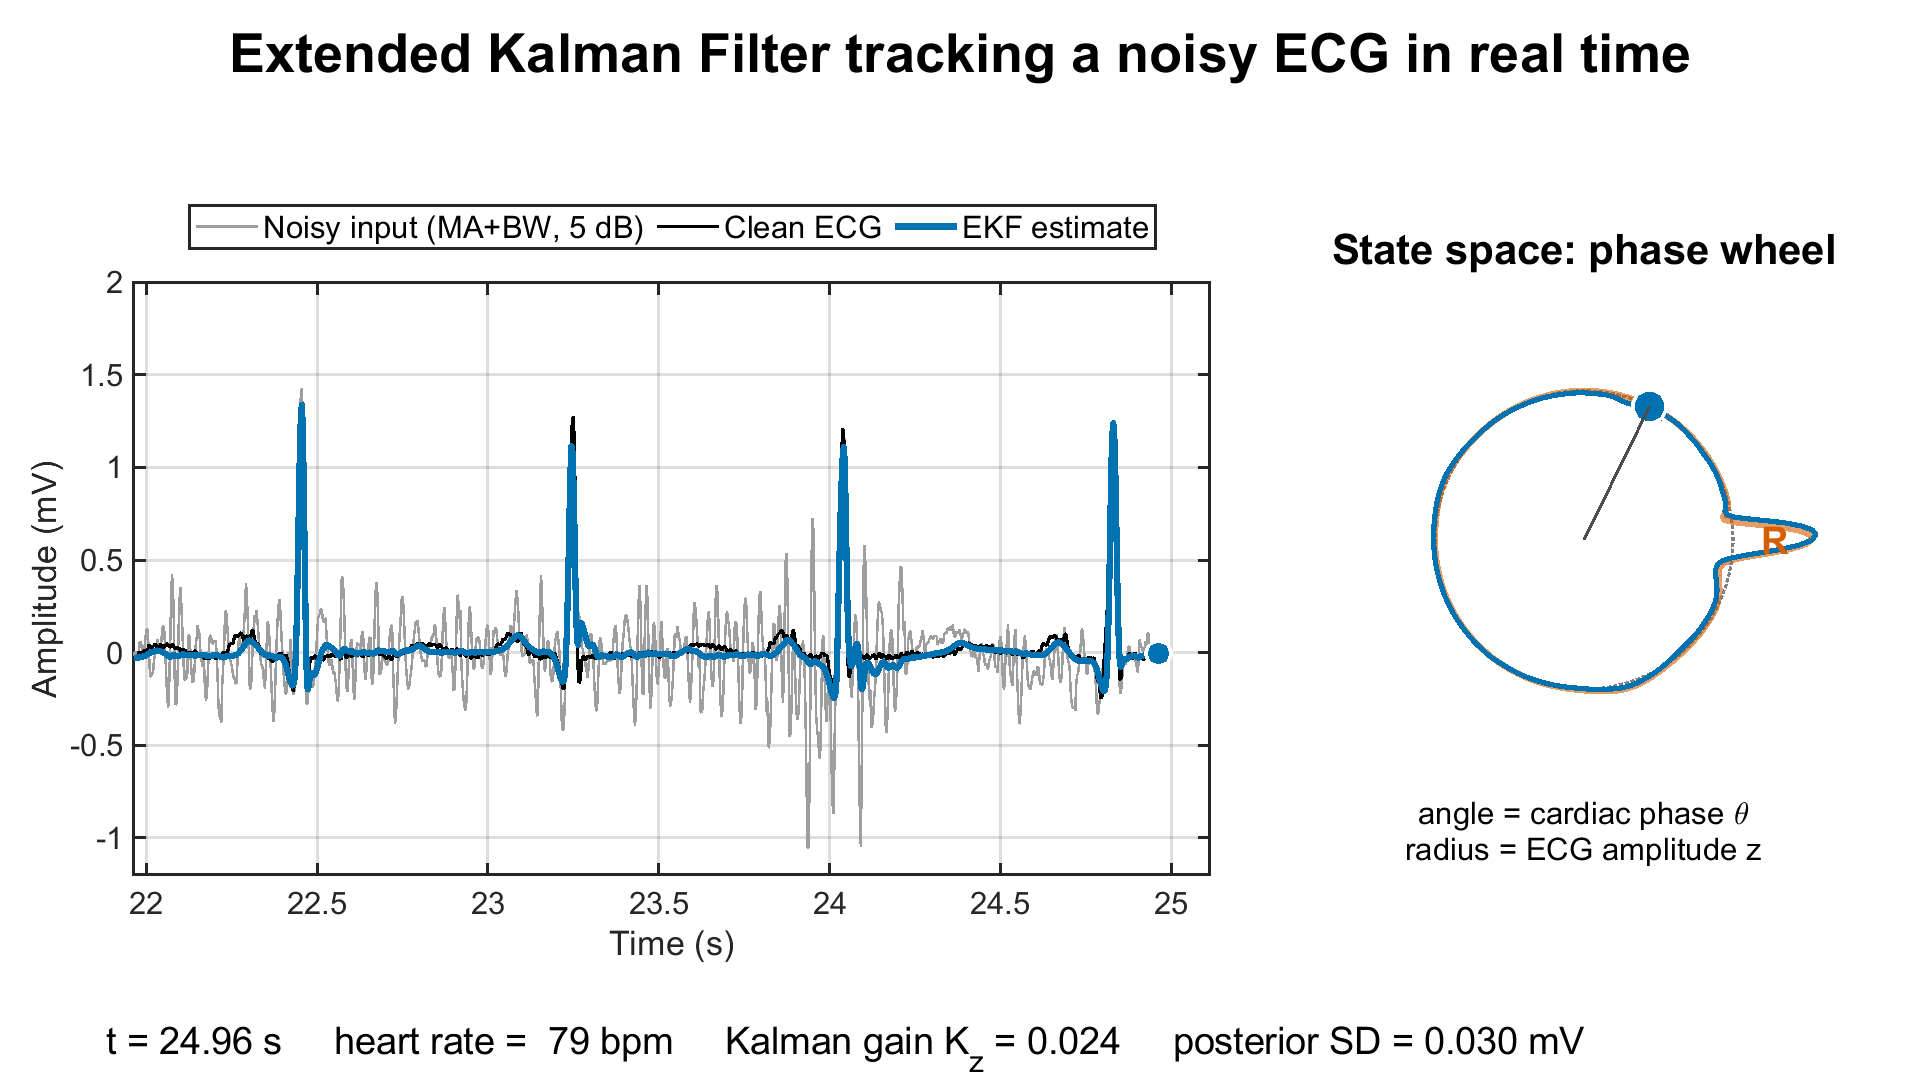 Extended Kalman Filter tracking a noisy ECG in real time
Noisy input (MA+BW, 5 dB) Clean ECG EKF estimate
State space: phase wheel
2
1.5
1
0.5
0
-0.5
-1
Amplitude (mV)
22 22.5 23 23.5 24 24.5 25
Time (s)
R
angle = cardiac phase θ
radius = ECG amplitude z
t = 24.96 s heart rate = 79 bpm Kalman gain K_z = 0.024 posterior SD = 0.030 mV